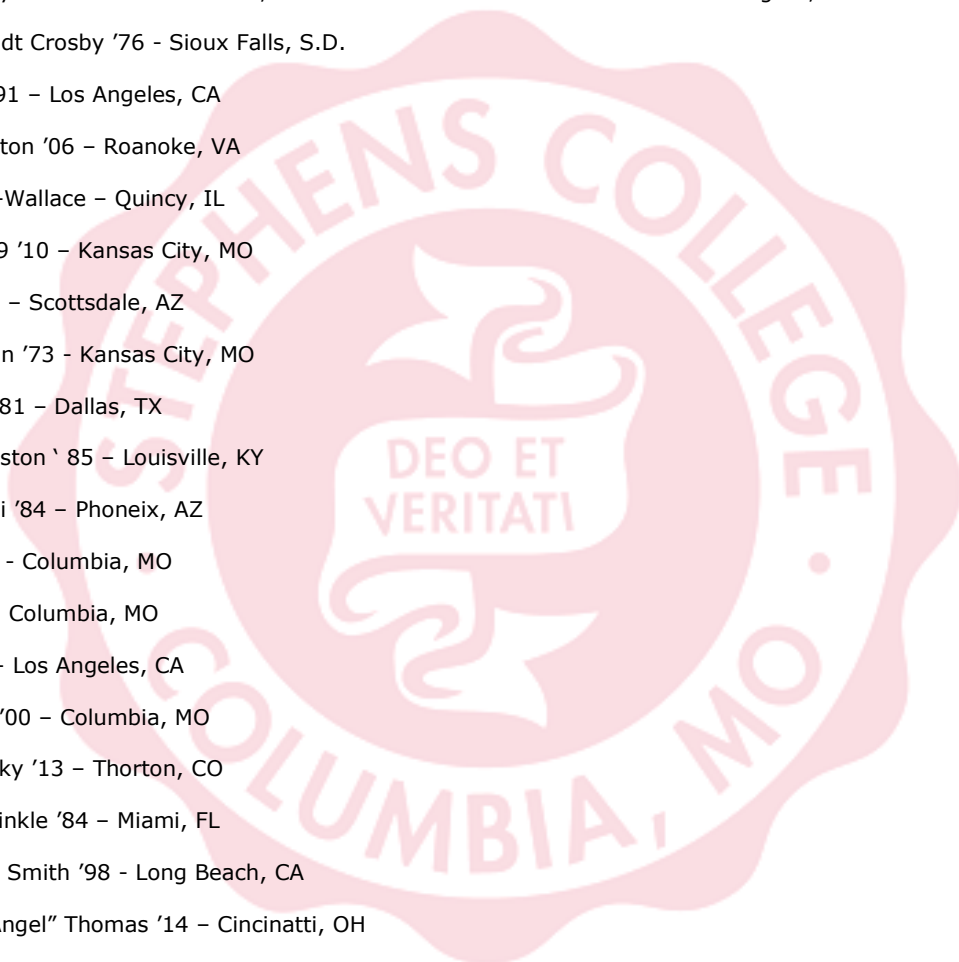 dt Crosby ’76 - Sioux Falls, S.D.
91 – Los Angeles, CA
ton ’06 – Roanoke, VA
-Wallace – Quincy, IL
9 ’10 – Kansas City, MO
– Scottsdale, AZ
n ’73 - Kansas City, MO
81 – Dallas, TX
ston ‘ 85 – Louisville, KY
i ’84 – Phoneix, AZ
- Columbia, MO
Columbia, MO
- Los Angeles, CA
’00 – Columbia, MO
ky ’13 – Thorton, CO
inkle ’84 – Miami, FL
Smith ’98 - Long Beach, CA
Angel” Thomas ’14 – Cincinatti, OH
STEPHENS COLLEGE
DEO ET
VERITATI
• COLUMBIA, MO •